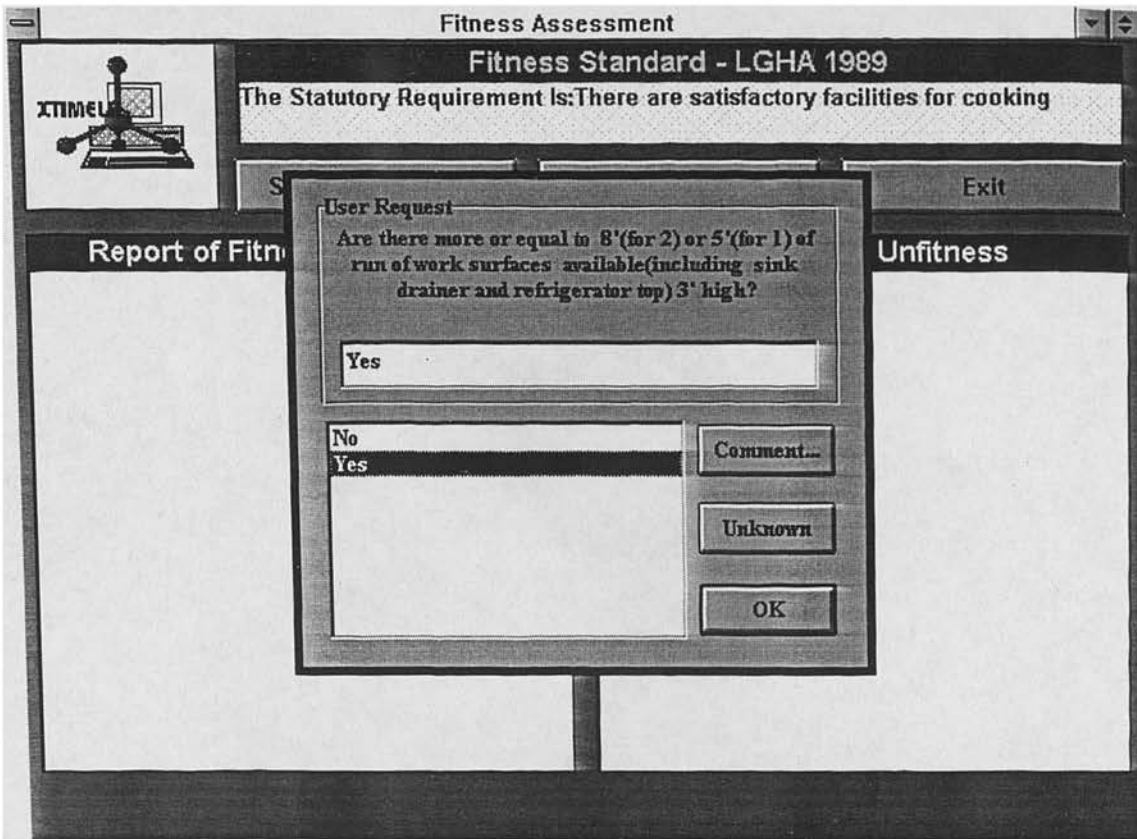 Fitness Assessment
Fitness Standard - LGHA 1989
The Statutory Requirement Is:There are satisfactory facilities for cooking
XTIMEL
S
Exit
User Request
Are there more or equal to 8'(for 2) or 5'(for 1) of
run of work surfaces available(including sink
drainer and refrigerator top) 3' high?
Report of Fitn
Unfitness
Yes
No
Yes
Comment...
Unknown
OK